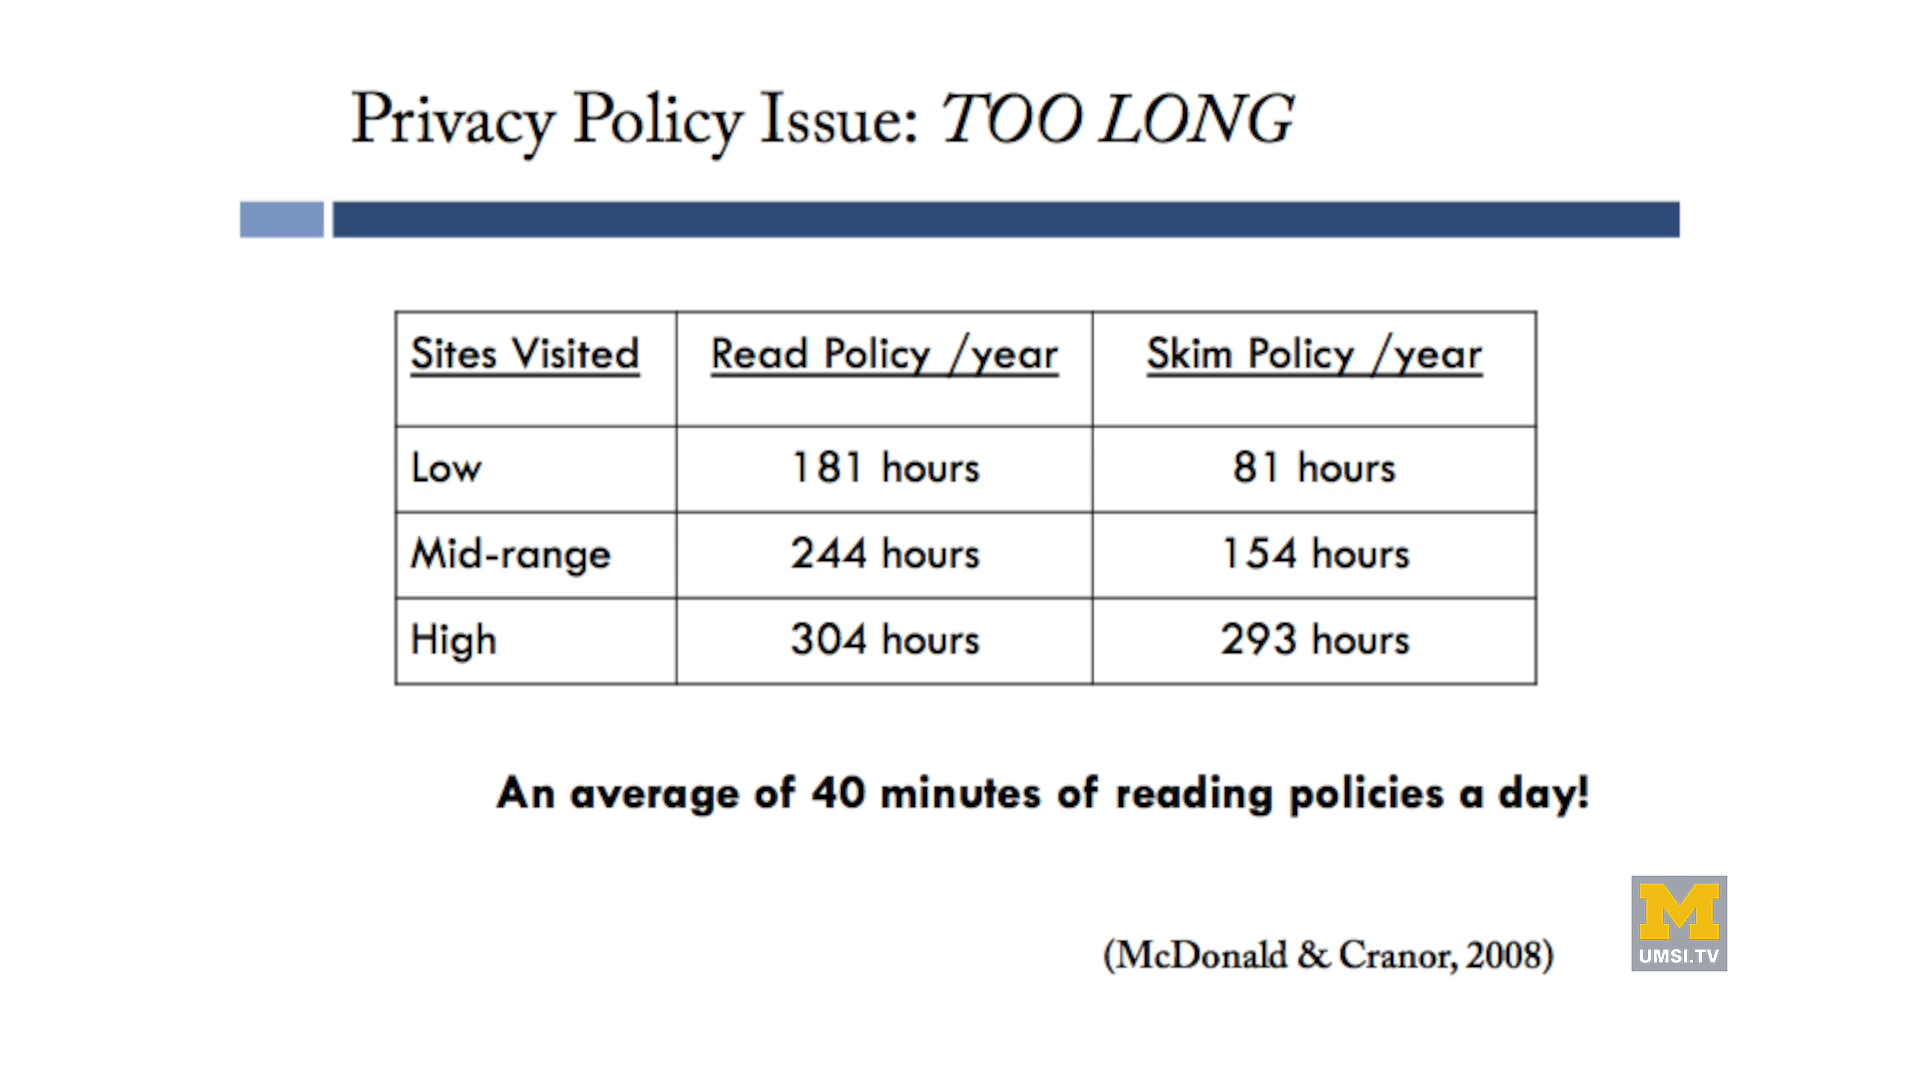 Privacy Policy Issue: TOO LONG
Sites Visited Read Policy /year Skim Policy /year
Low 181 hours 81 hours
Mid-range 244 hours 154 hours
High 304 hours 293 hours
An average of 40 minutes of reading policies a day!
(McDonald & Cranor, 2008)
M
UMSI.TV